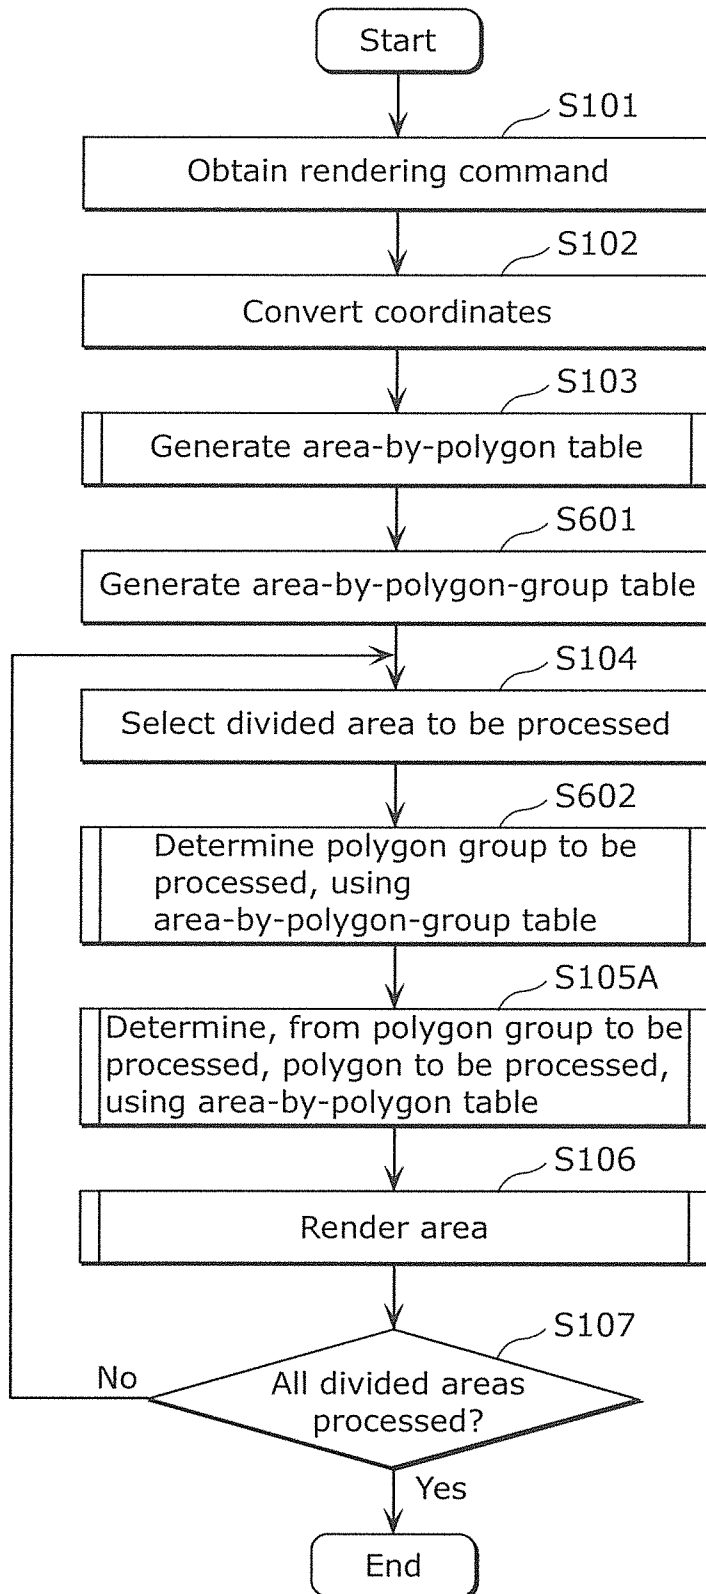 Start
S101
Obtain rendering command
S102
Convert coordinates
S103
Generate area-by-polygon table
S601
Generate area-by-polygon-group table
S104
Select divided area to be processed
S602
Determine polygon group to be
processed, using
area-by-polygon-group table
S105A
Determine, from polygon group to be
processed, polygon to be processed,
using area-by-polygon table
S106
Render area
S107
No
All divided areas
processed?
Yes
End